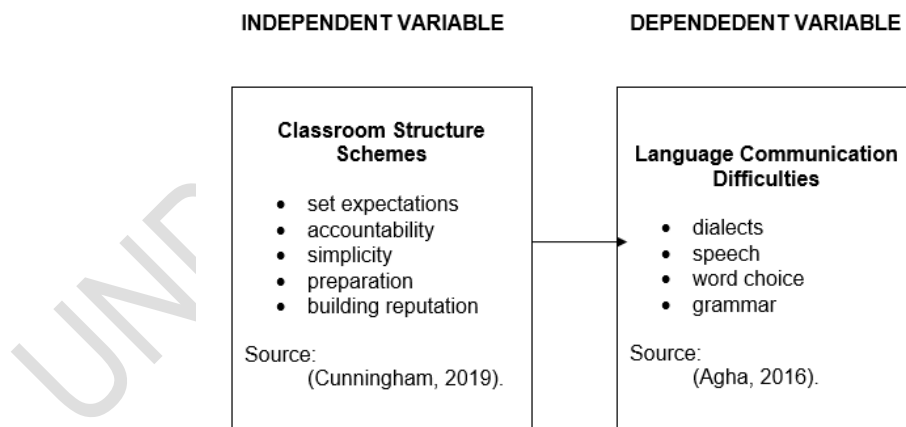 INDEPENDENT VARIABLE
DEPENDEDENT VARIABLE
Classroom Structure
Schemes
• set expectations
• accountability
• simplicity
• preparation
• building reputation
Source:
(Cunningham, 2019).
Language Communication
Difficulties
• dialects
• speech
• word choice
• grammar
Source:
(Agha, 2016).